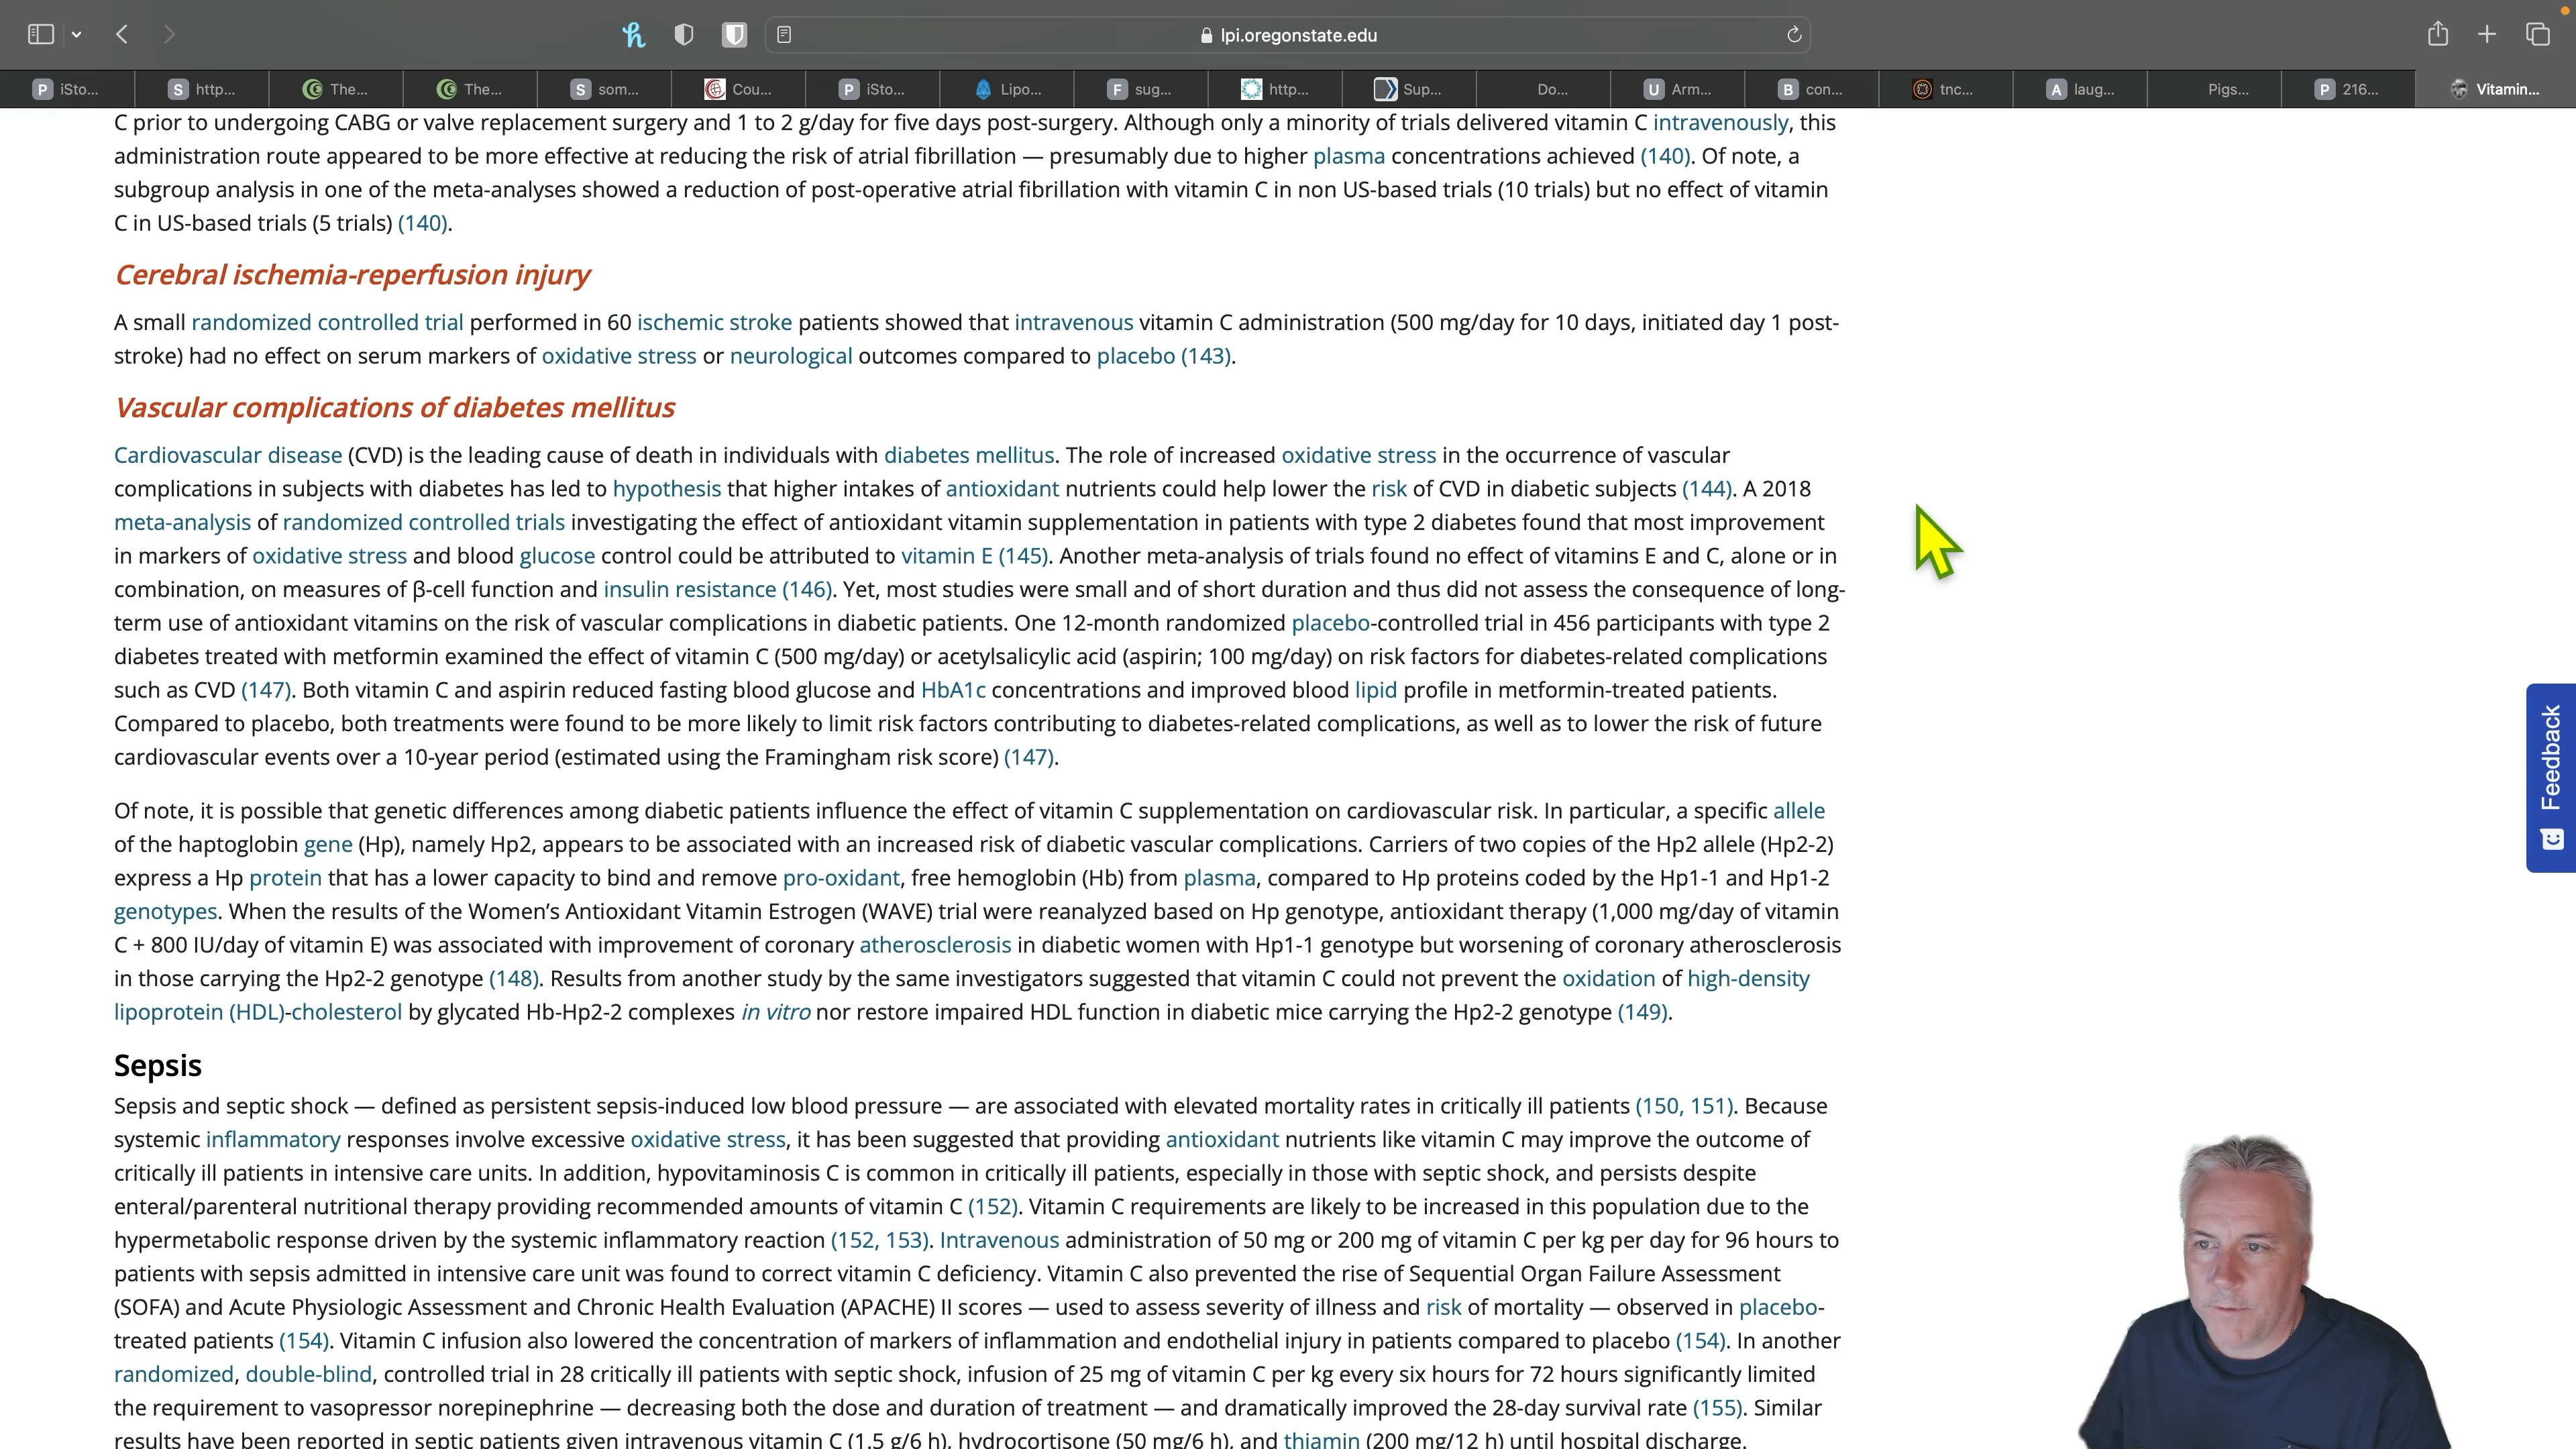 lpi.oregonstate.edu
P iSto... S http... The... The... S som... Cou... P iSto... Lipo... F sug... http... Sup... Do... U Arm... B con... tnc... A laug... Pigs... P 216... Vitamin...
C prior to undergoing CABG or valve replacement surgery and 1 to 2 g/day for five days post-surgery. Although only a minority of trials delivered vitamin C intravenously, this
administration route appeared to be more effective at reducing the risk of atrial fibrillation — presumably due to higher plasma concentrations achieved (140). Of note, a
subgroup analysis in one of the meta-analyses showed a reduction of post-operative atrial fibrillation with vitamin C in non US-based trials (10 trials) but no effect of vitamin
C in US-based trials (5 trials) (140).
Cerebral ischemia-reperfusion injury
A small randomized controlled trial performed in 60 ischemic stroke patients showed that intravenous vitamin C administration (500 mg/day for 10 days, initiated day 1 post-
stroke) had no effect on serum markers of oxidative stress or neurological outcomes compared to placebo (143).
Vascular complications of diabetes mellitus
Cardiovascular disease (CVD) is the leading cause of death in individuals with diabetes mellitus. The role of increased oxidative stress in the occurrence of vascular
complications in subjects with diabetes has led to hypothesis that higher intakes of antioxidant nutrients could help lower the risk of CVD in diabetic subjects (144). A 2018
meta-analysis of randomized controlled trials investigating the effect of antioxidant vitamin supplementation in patients with type 2 diabetes found that most improvement
in markers of oxidative stress and blood glucose control could be attributed to vitamin E (145). Another meta-analysis of trials found no effect of vitamins E and C, alone or in
combination, on measures of β-cell function and insulin resistance (146). Yet, most studies were small and of short duration and thus did not assess the consequence of long-
term use of antioxidant vitamins on the risk of vascular complications in diabetic patients. One 12-month randomized placebo-controlled trial in 456 participants with type 2
diabetes treated with metformin examined the effect of vitamin C (500 mg/day) or acetylsalicylic acid (aspirin; 100 mg/day) on risk factors for diabetes-related complications
such as CVD (147). Both vitamin C and aspirin reduced fasting blood glucose and HbA1c concentrations and improved blood lipid profile in metformin-treated patients.
Compared to placebo, both treatments were found to be more likely to limit risk factors contributing to diabetes-related complications, as well as to lower the risk of future
cardiovascular events over a 10-year period (estimated using the Framingham risk score) (147).
Of note, it is possible that genetic differences among diabetic patients influence the effect of vitamin C supplementation on cardiovascular risk. In particular, a specific allele
of the haptoglobin gene (Hp), namely Hp2, appears to be associated with an increased risk of diabetic vascular complications. Carriers of two copies of the Hp2 allele (Hp2-2)
express a Hp protein that has a lower capacity to bind and remove pro-oxidant, free hemoglobin (Hb) from plasma, compared to Hp proteins coded by the Hp1-1 and Hp1-2
genotypes. When the results of the Women's Antioxidant Vitamin Estrogen (WAVE) trial were reanalyzed based on Hp genotype, antioxidant therapy (1,000 mg/day of vitamin
C + 800 IU/day of vitamin E) was associated with improvement of coronary atherosclerosis in diabetic women with Hp1-1 genotype but worsening of coronary atherosclerosis
in those carrying the Hp2-2 genotype (148). Results from another study by the same investigators suggested that vitamin C could not prevent the oxidation of high-density
lipoprotein (HDL)-cholesterol by glycated Hb-Hp2-2 complexes in vitro nor restore impaired HDL function in diabetic mice carrying the Hp2-2 genotype (149).
Sepsis
Sepsis and septic shock — defined as persistent sepsis-induced low blood pressure — are associated with elevated mortality rates in critically ill patients (150, 151). Because
systemic inflammatory responses involve excessive oxidative stress, it has been suggested that providing antioxidant nutrients like vitamin C may improve the outcome of
critically ill patients in intensive care units. In addition, hypovitaminosis C is common in critically ill patients, especially in those with septic shock, and persists despite
enteral/parenteral nutritional therapy providing recommended amounts of vitamin C (152). Vitamin C requirements are likely to be increased in this population due to the
hypermetabolic response driven by the systemic inflammatory reaction (152, 153). Intravenous administration of 50 mg or 200 mg of vitamin C per kg per day for 96 hours to
patients with sepsis admitted in intensive care unit was found to correct vitamin C deficiency. Vitamin C also prevented the rise of Sequential Organ Failure Assessment
(SOFA) and Acute Physiologic Assessment and Chronic Health Evaluation (APACHE) II scores — used to assess severity of illness and risk of mortality — observed in placebo-
treated patients (154). Vitamin C infusion also lowered the concentration of markers of inflammation and endothelial injury in patients compared to placebo (154). In another
randomized, double-blind, controlled trial in 28 critically ill patients with septic shock, infusion of 25 mg of vitamin C per kg every six hours for 72 hours significantly limited
the requirement to vasopressor norepinephrine — decreasing both the dose and duration of treatment — and dramatically improved the 28-day survival rate (155). Similar
results have been reported in septic patients given intravenous vitamin C (1.5 g/6 h), hydrocortisone (50 mg/6 h), and thiamin (200 mg/12 h) until hospital discharge.
Feedback